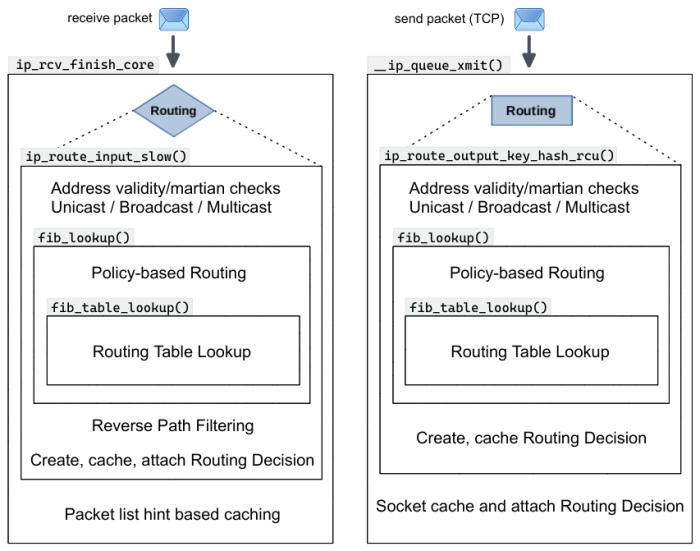 receive packet
ip_rcv_finish_core
Routing
ip_route_input_slow()
Address validity/martian checks
Unicast / Broadcast / Multicast
fib_lookup()
Policy-based Routing
fib_table_lookup()
Routing Table Lookup
Reverse Path Filtering
Create, cache, attach Routing Decision
Packet list hint based caching
send packet (TCP)
__ip_queue_xmit()
Routing
ip_route_output_key_hash_rcu()
Address validity/martian checks
Unicast / Broadcast / Multicast
fib_lookup()
Policy-based Routing
fib_table_lookup()
Routing Table Lookup
Create, cache Routing Decision
Socket cache and attach Routing Decision